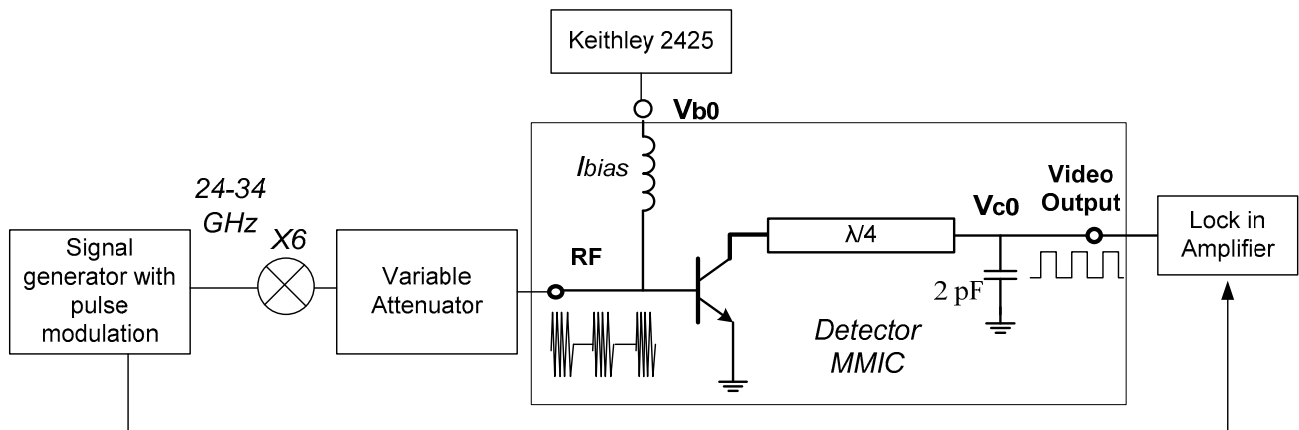 Keithley 2425
Vb0
Ibias
24-34
GHz
X6
Signal
generator with
pulse
modulation
Variable
Attenuator
RF
λ/4
Vc0
Video
Output
2 pF
Detector
MMIC
Lock in
Amplifier